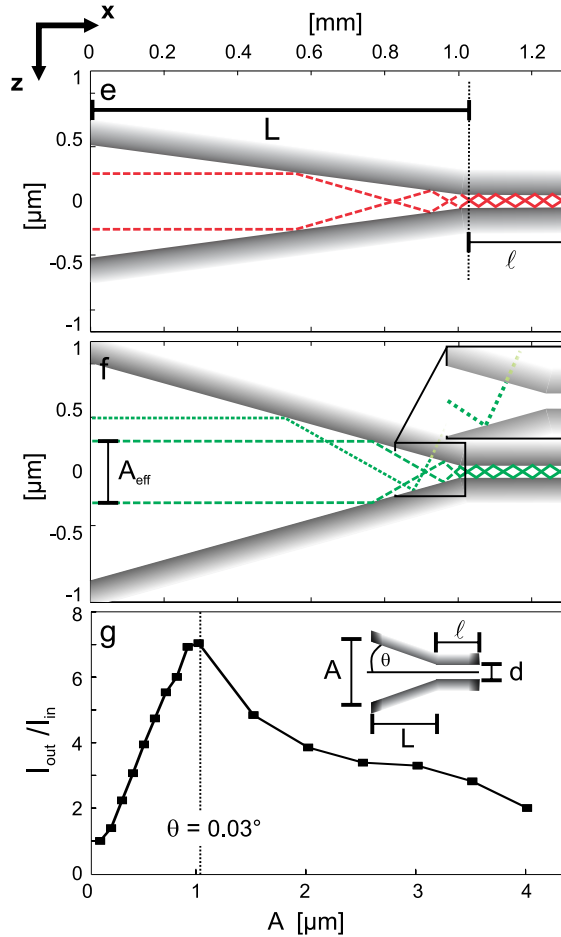 x
[mm]
0 0.2 0.4 0.6 0.8 1.0 1.2
z
1
e
L
0.5
[µm]
0
-0.5
ℓ
-1
1
f
0.5
[µm]
0
A_eff
-0.5
-1
8
g
ℓ
6
A
θ
d
I_out / I_in
4
L
2
θ = 0.03°
0
0 1 2 3 4
A [µm]